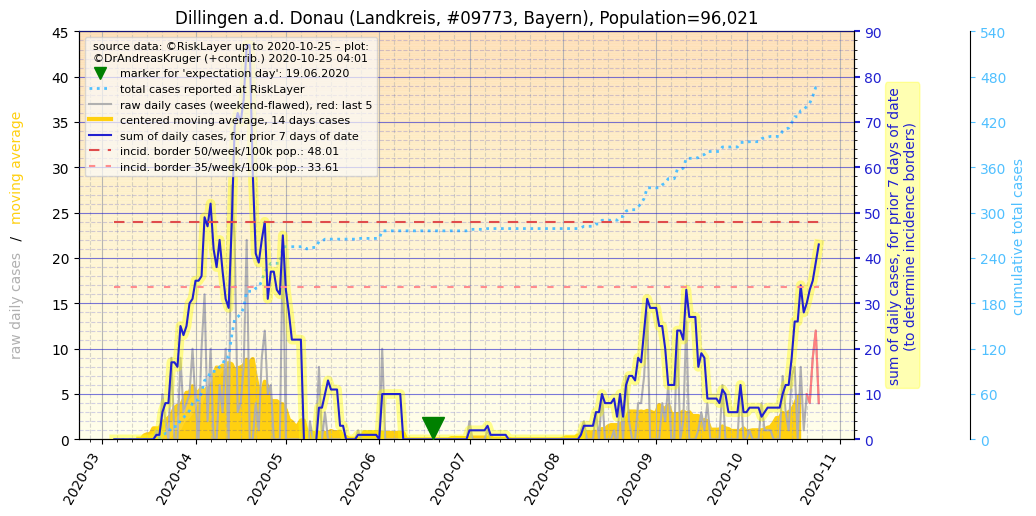 Dillingen a.d. Donau (Landkreis, #09773, Bayern), Population=96,021
source data: ©RiskLayer up to 2020-10-25 – plot:
©DrAndreasKruger (+contrib.) 2020-10-25 04:01
marker for 'expectation day': 19.06.2020
total cases reported at RiskLayer
raw daily cases (weekend-flawed), red: last 5
centered moving average, 14 days cases
sum of daily cases, for prior 7 days of date
incid. border 50/week/100k pop.: 48.01
incid. border 35/week/100k pop.: 33.61
raw daily cases / moving average
45
40
35
30
25
20
15
10
5
0
90
80
70
60
50
40
30
20
10
0
sum of daily cases, for prior 7 days of date
(to determine incidence borders)
540
480
420
360
300
240
180
120
60
0
cumulative total cases
2020-03
2020-04
2020-05
2020-06
2020-07
2020-08
2020-09
2020-10
2020-11